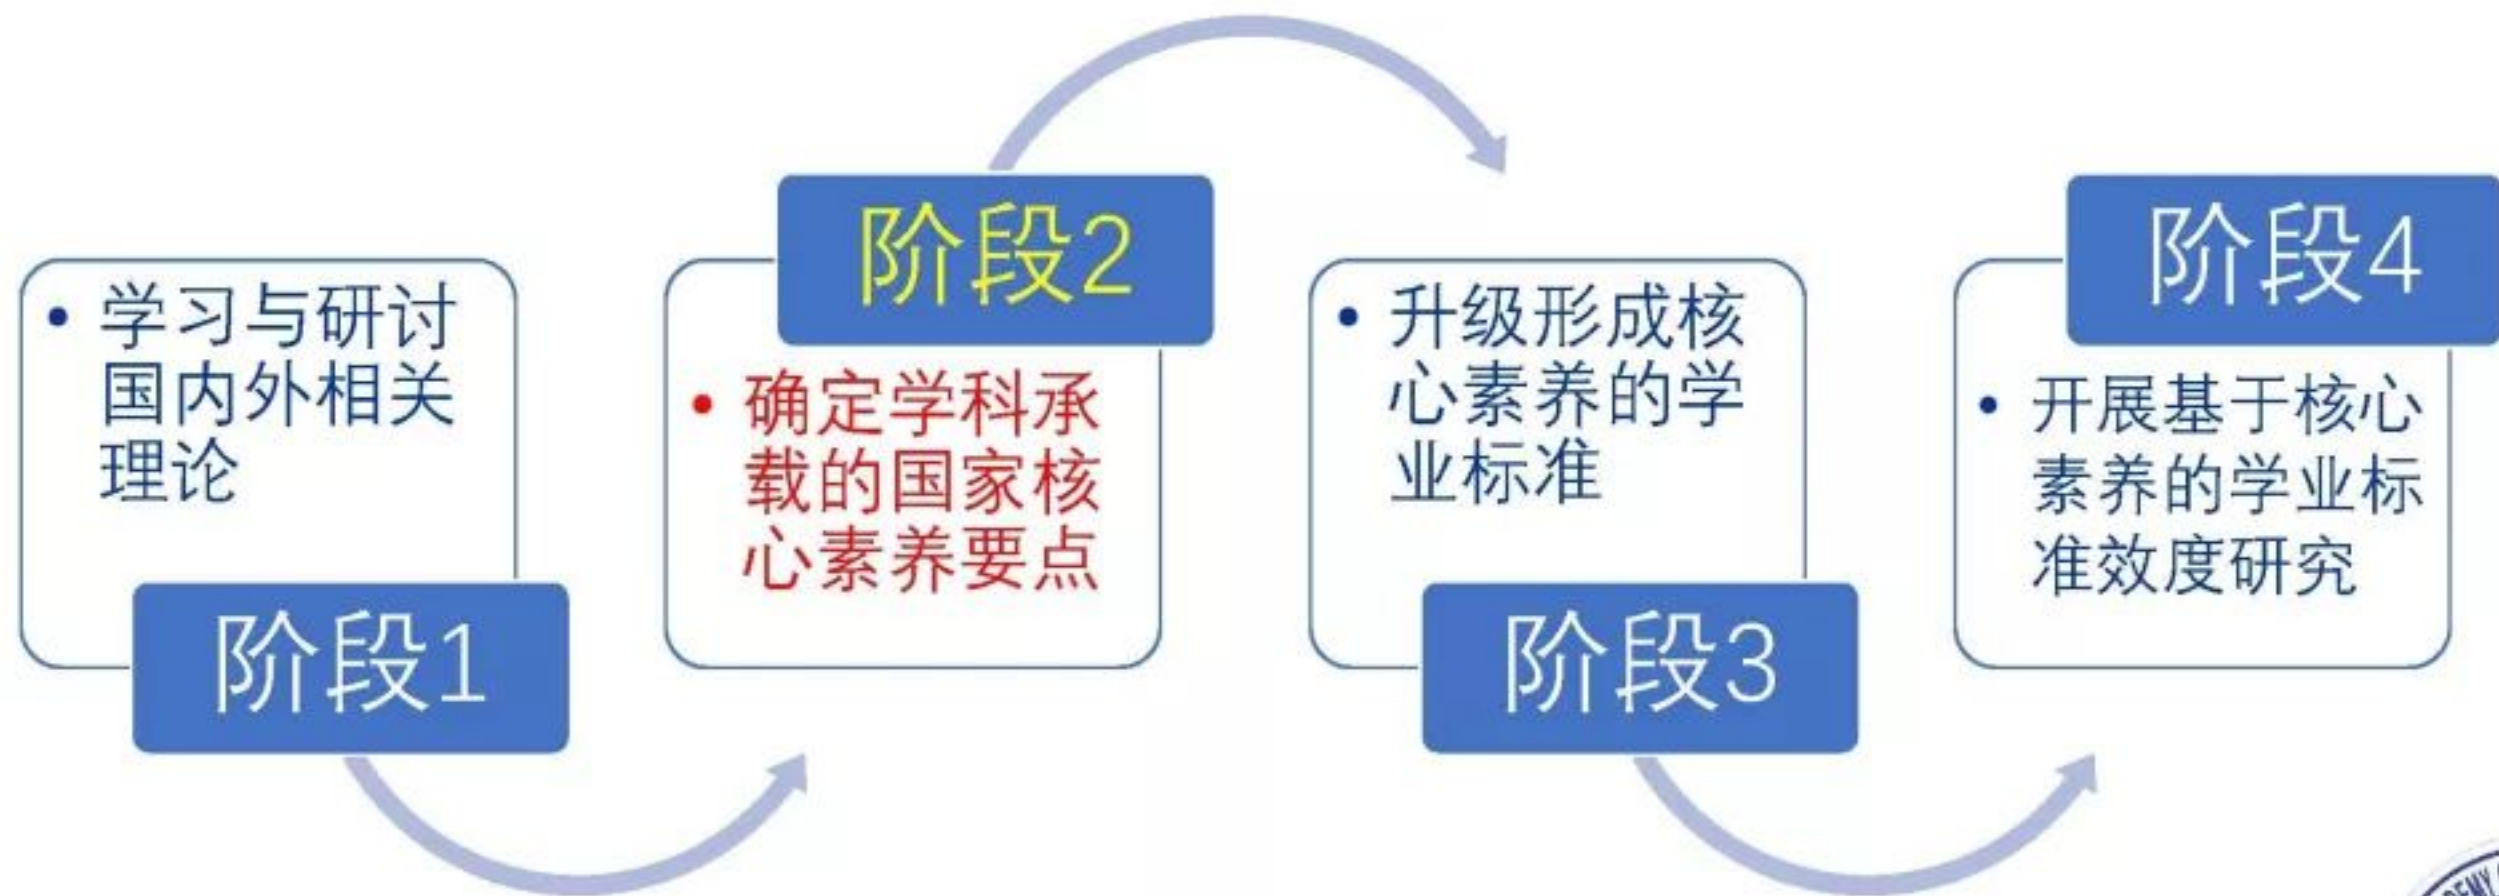 • 学习与研讨
国内外相关
理论
阶段1
阶段2
• 确定学科承
载的国家核
心素养要点
• 升级形成核
心素养的学
业标准
阶段3
阶段4
• 开展基于核心
素养的学业标
准效度研究